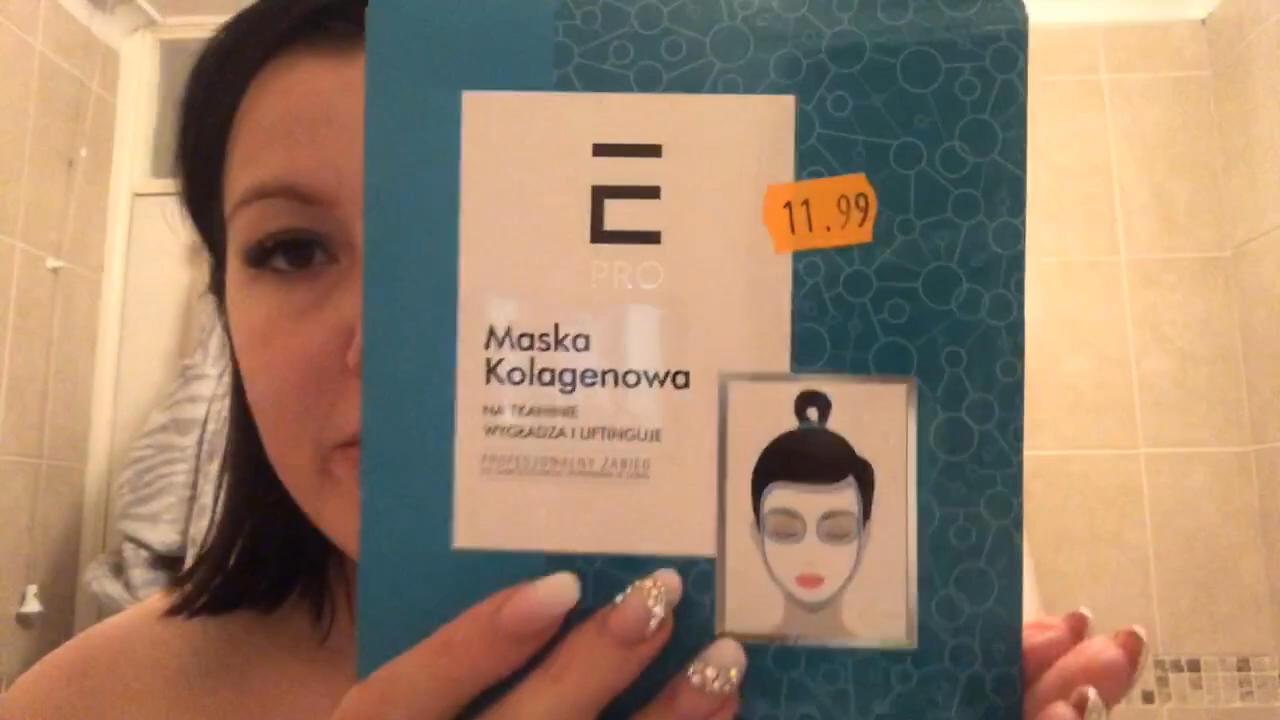 PRO
11.99
Maska
Kolagenowa
NA TKANINIE
WYGŁADZA I LIFTINGUJE
PROFESJONALNY ZABIEG